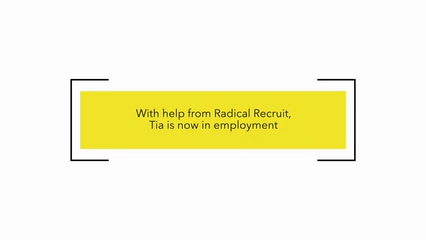 With help from Radical Recruit,
Tia is now in employment